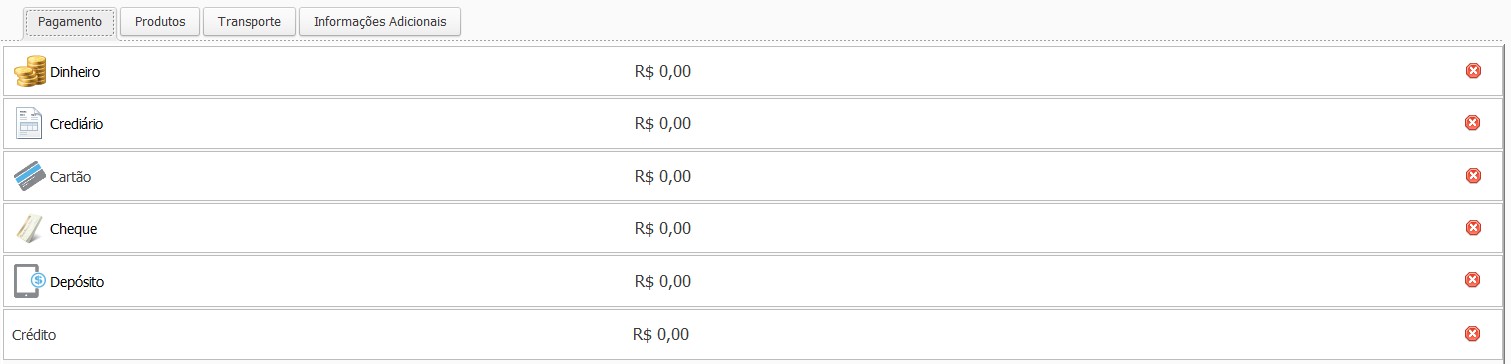 Pagamento Produtos Transporte Informações Adicionais
Dinheiro R$ 0,00
Crediário R$ 0,00
Cartão R$ 0,00
Cheque R$ 0,00
Depósito R$ 0,00
Crédito R$ 0,00